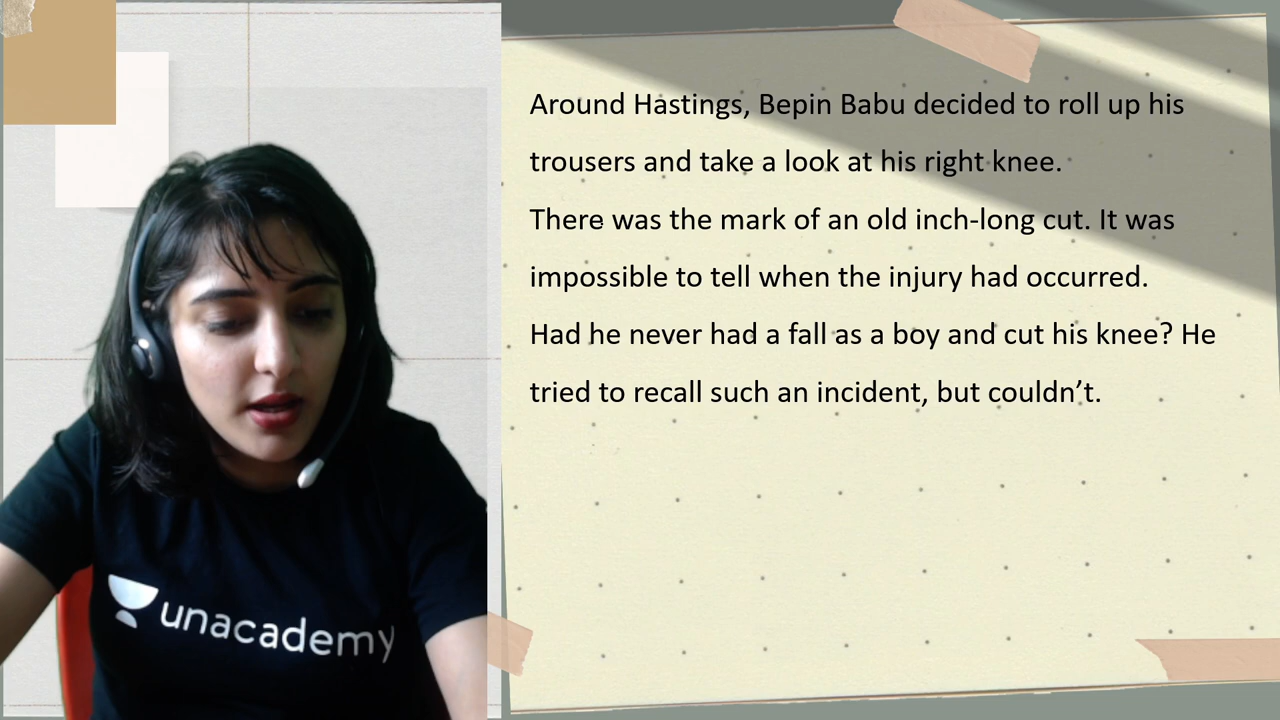 Around Hastings, Bepin Babu decided to roll up his
trousers and take a look at his right knee.
There was the mark of an old inch-long cut. It was
impossible to tell when the injury had occurred.
Had he never had a fall as a boy and cut his knee? He
tried to recall such an incident, but couldn’t.
unacademy